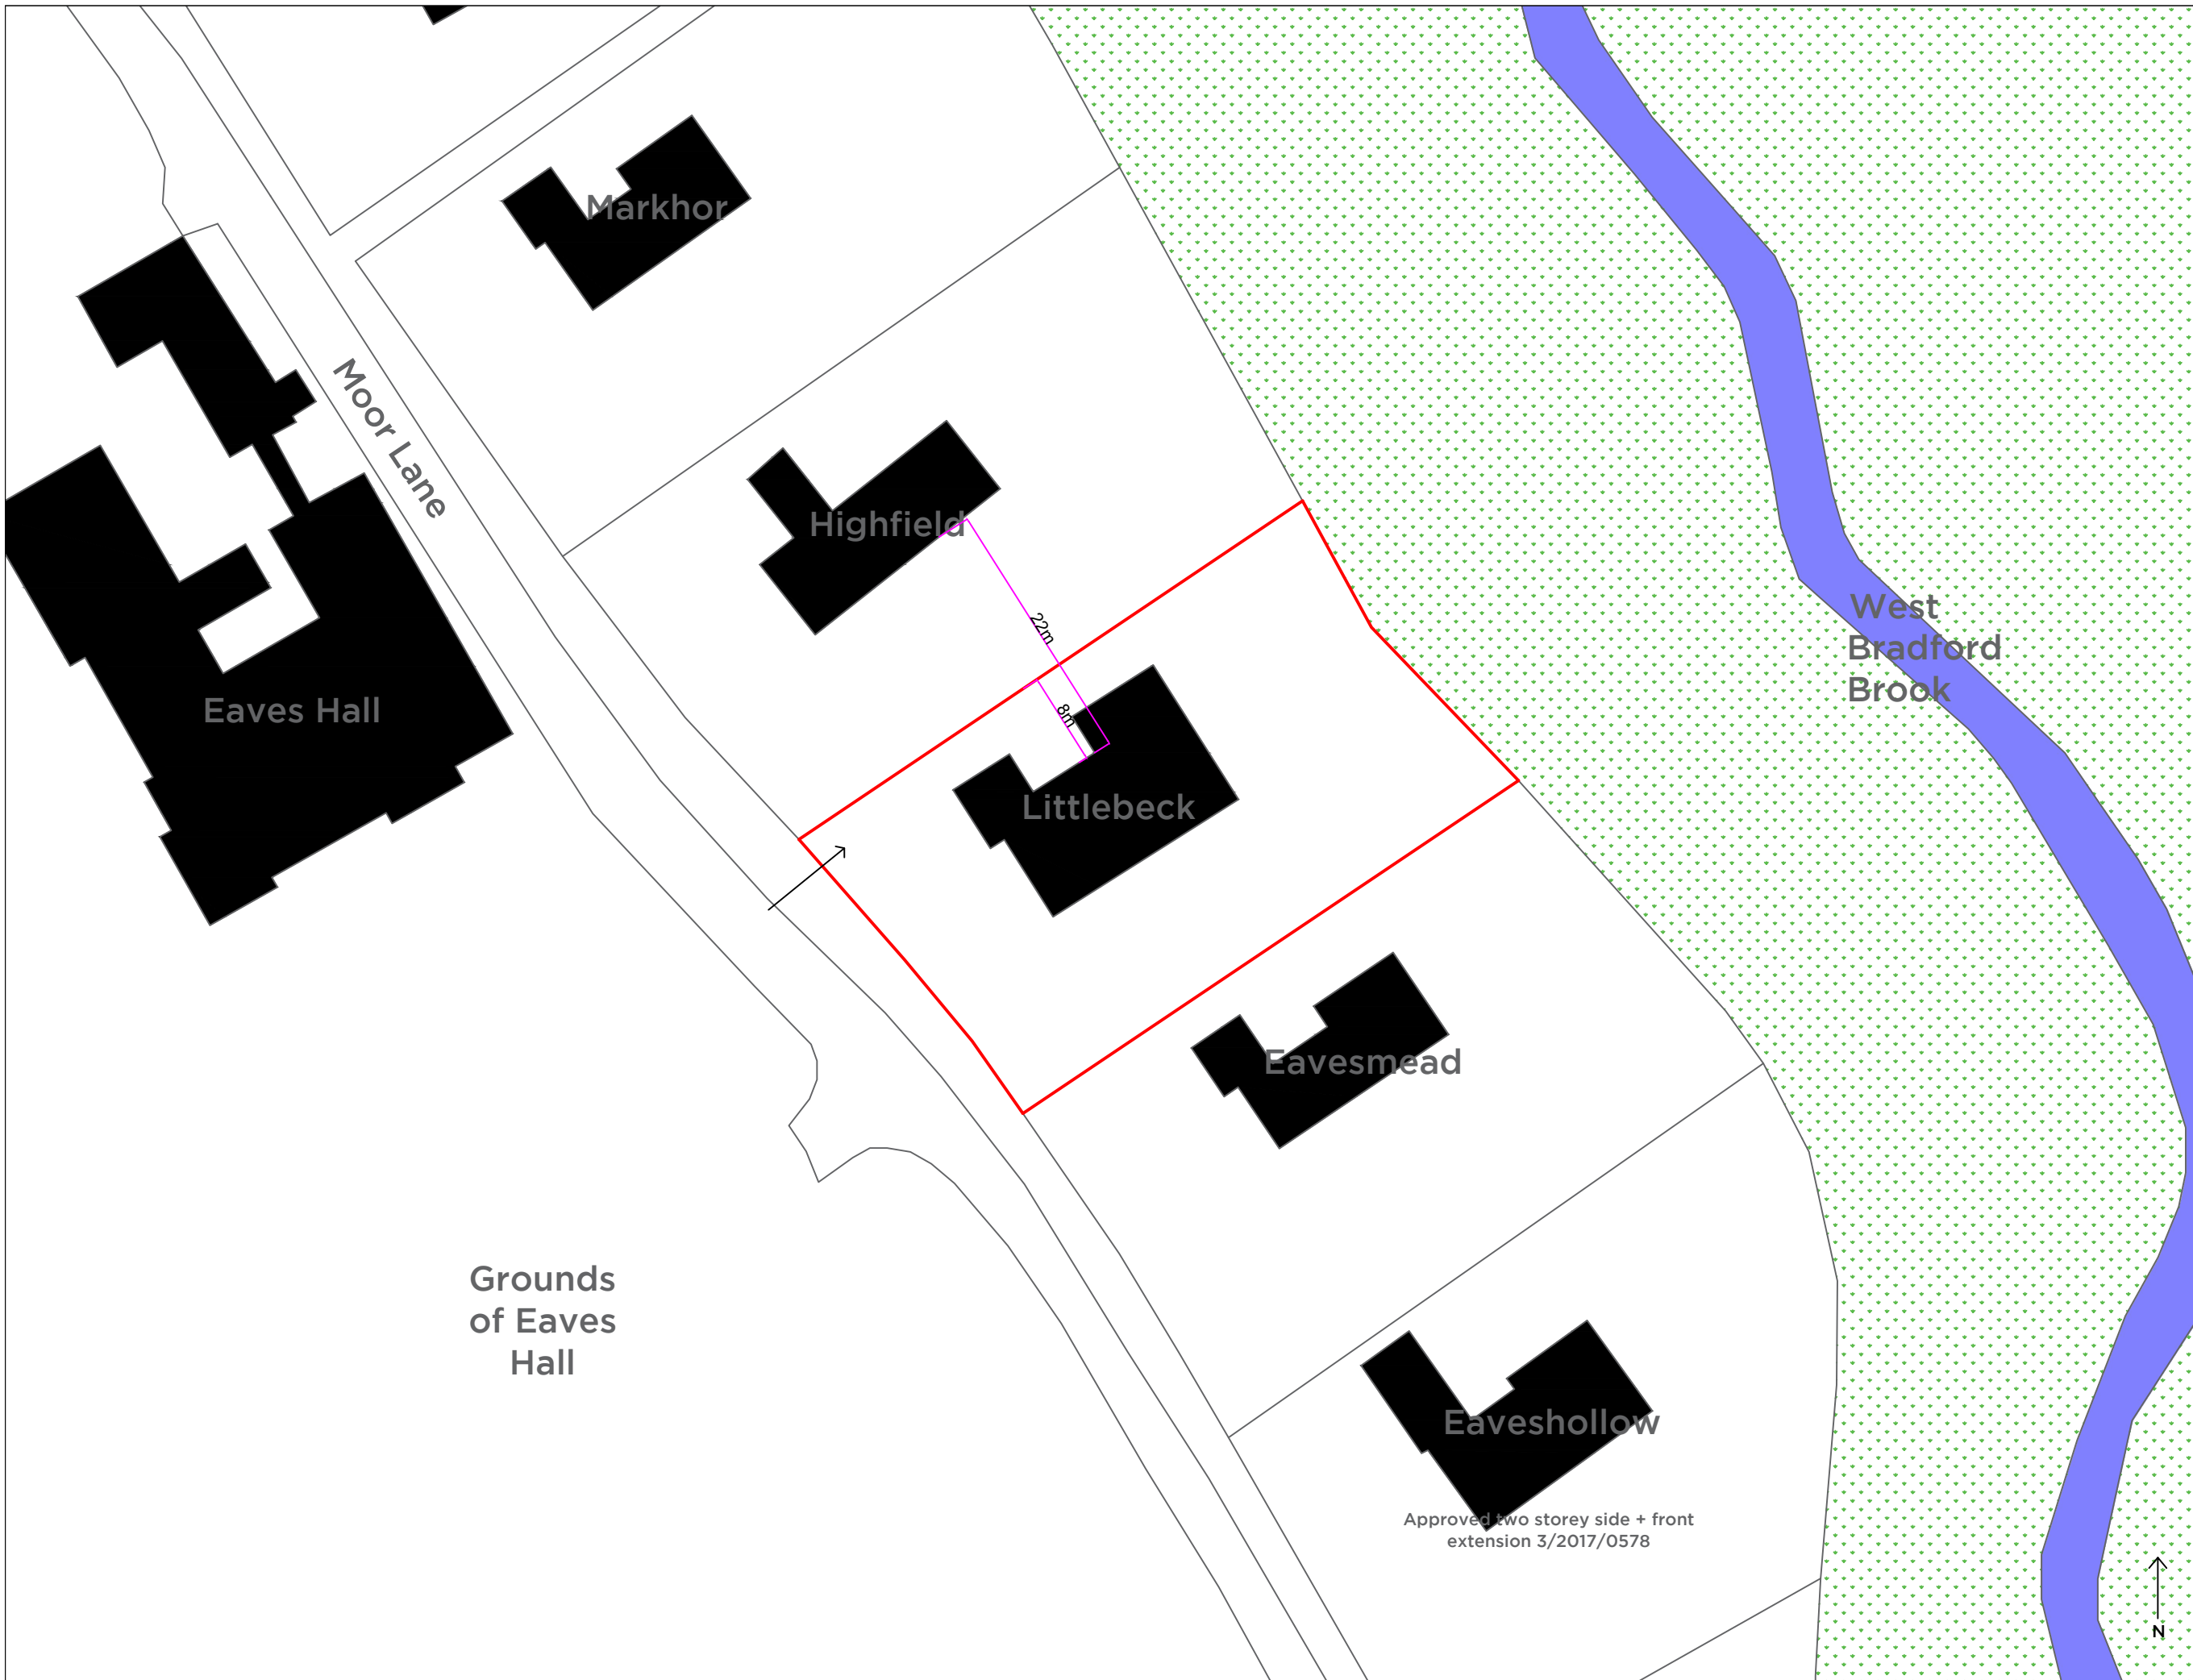 Markhor
Moor Lane
Highfield
22m
West
Bradford
Brook
8m
Eaves Hall
Littlebeck
Eavesmead
Grounds
of Eaves
Hall
Eaveshollow
Approved two storey side + front
extension 3/2017/0578
N